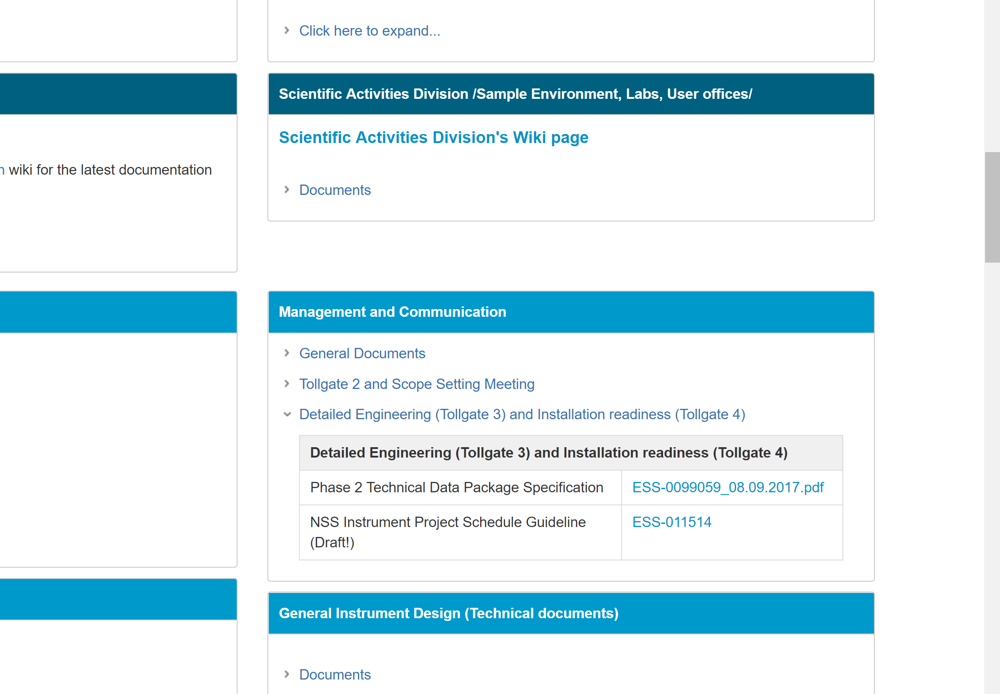 Click here to expand...
Scientific Activities Division /Sample Environment, Labs, User offices/
Scientific Activities Division's Wiki page
wiki for the latest documentation
Documents
Management and Communication
General Documents
Tollgate 2 and Scope Setting Meeting
Detailed Engineering (Tollgate 3) and Installation readiness (Tollgate 4)
Detailed Engineering (Tollgate 3) and Installation readiness (Tollgate 4)
Phase 2 Technical Data Package Specification ESS-0099059_08.09.2017.pdf
NSS Instrument Project Schedule Guideline ESS-011514
(Draft!)
General Instrument Design (Technical documents)
Documents